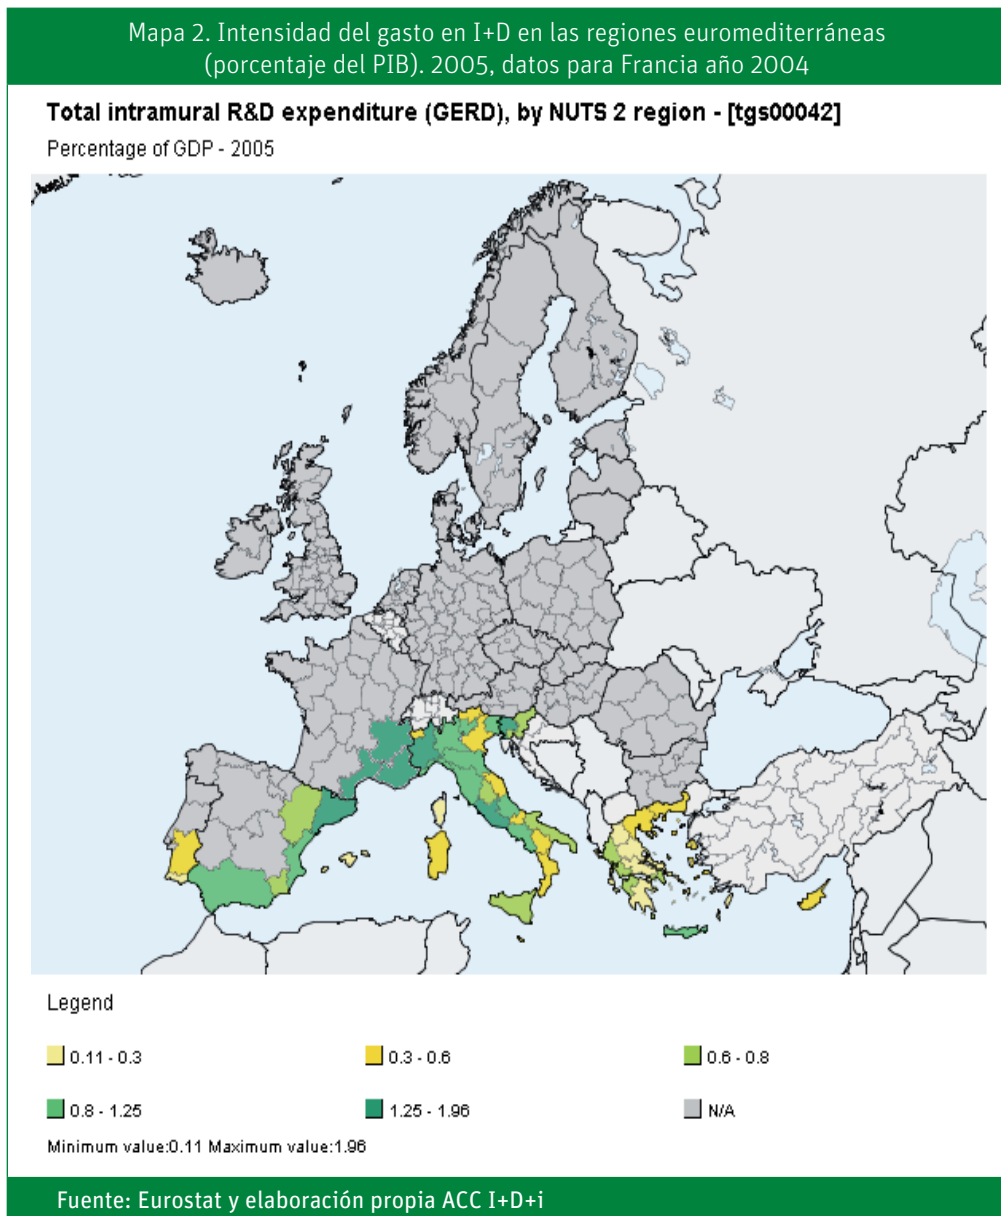 Mapa 2. Intensidad del gasto en I+D en las regiones euromediterráneas
(porcentaje del PIB). 2005, datos para Francia año 2004
Total intramural R&D expenditure (GERD), by NUTS 2 region - [tgs00042]
Percentage of GDP - 2005
Legend
0.11 - 0.3
0.3 - 0.6
0.6 - 0.8
0.8 - 1.25
1.25 - 1.96
N/A
Minimum value:0.11 Maximum value:1.96
Fuente: Eurostat y elaboración propia ACC I+D+i